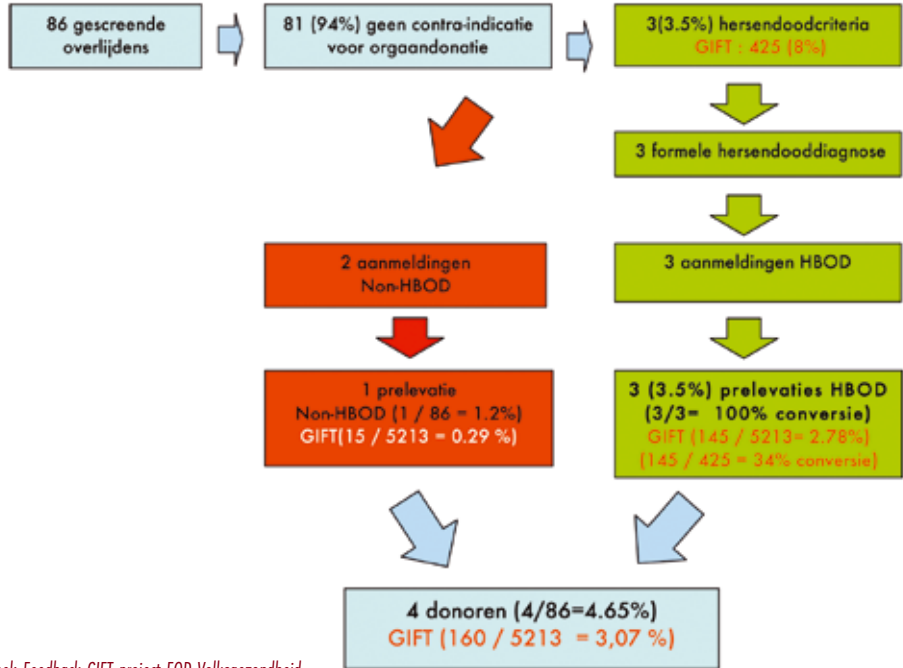 86 gescreende
overlijdens
81 (94%) geen contra-indicatie
voor orgaandonatie
3(3.5%) hersendoodcriteria
GIFT : 425 (8%)
3 formele hersendooddiagnose
2 aanmeldingen
Non-HBOD
3 aanmeldingen HBOD
1 prelevatie
Non-HBOD (1 / 86 = 1.2%)
GIFT(15 / 5213 = 0.29 %)
3 (3.5%) prelevaties HBOD
(3/3= 100% conversie)
GIFT (145 / 5213= 2.78%)
(145 / 425 = 34% conversie)
4 donoren (4/86=4.65%)
GIFT (160 / 5213 = 3,07 %)